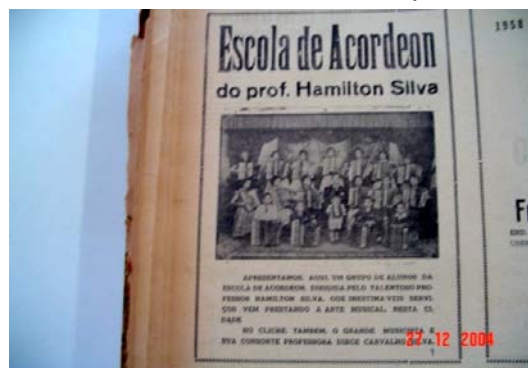 Escola de Acordeon
do prof. Hamilton Silva
APRESENTAMOS, AQUI, UM GRUPO DE ALUNOS DA
ESCOLA DE ACORDEON, DIRIGIDA PELO TALENTOSO PRO-
FESSOR HAMILTON SILVA, QUE INESTIMAVEIS SERVI-
ÇOS VEM PRESTANDO A ARTE MUSICAL, NESTA CI-
DADE
NO CLICHE, TAMBEM, O GRANDE MUSICISTA E
SUA CONSORTE PROFESSORA DIRCE CARVALHO SILVA.
1958
27 12 2004